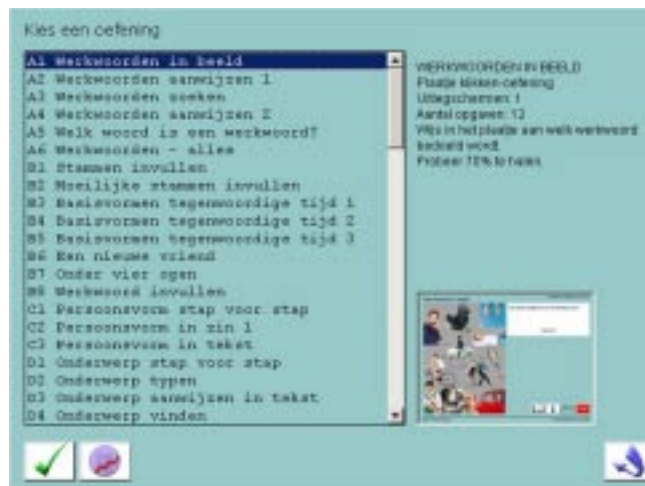 Kies een oefening
A1 Werkwoorden in beeld
A2 Werkwoorden aanwijzen 1
A3 Werkwoorden zoeken
A4 Werkwoorden aanwijzen 2
A5 Welk woord is een werkwoord?
A6 Werkwoorden - alles
B1 Stammen invullen
B2 Moeilijke stammen invullen
B3 Basisvormen tegenwoordige tijd 1
B4 Basisvormen tegenwoordige tijd 2
B5 Basisvormen tegenwoordige tijd 3
B6 Een nieuwe vriend
B7 Onder vier ogen
B8 Werkwoord invullen
C1 Persoonsvorm stap voor stap
C2 Persoonsvorm in zin 1
C3 Persoonsvorm in tekst
D1 Onderwerp stap voor stap
D2 Onderwerp typen
D3 Onderwerp aanwijzen in tekst
D4 Onderwerp vinden
WERKWOORDEN IN BEELD
Plaatje klikken-oefening
Uitlegschermen: 1
Aantal opgaven: 12
Wijs in het plaatje aan welk werkwoord
bedoeld wordt.
Probeer 70% te halen.